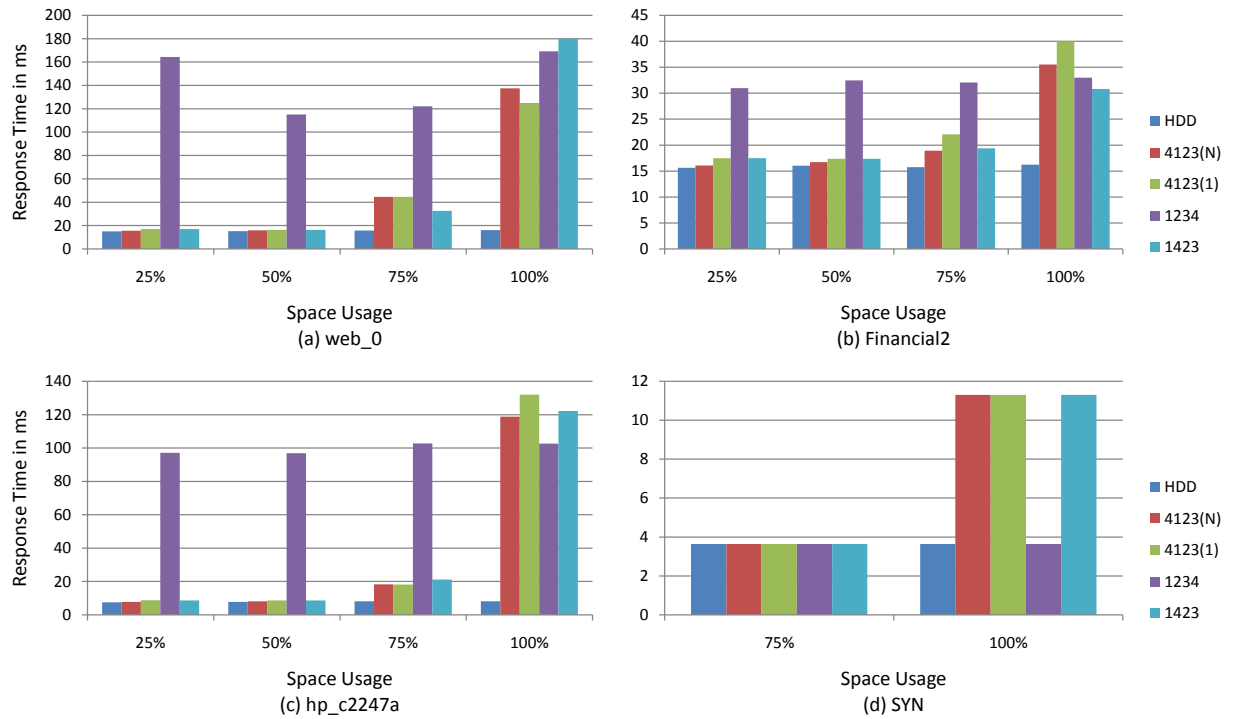 200
180
160
140
120
100
80
60
40
20
0
Response Time in ms
25% 50% 75% 100%
Space Usage
(a) web_0
45
40
35
30
25
20
15
10
5
0
25% 50% 75% 100%
Space Usage
(b) Financial2
HDD
4123(N)
4123(1)
1234
1423
140
120
100
80
60
40
20
0
Response Time in ms
25% 50% 75% 100%
Space Usage
(c) hp_c2247a
12
10
8
6
4
2
0
75% 100%
Space Usage
(d) SYN
HDD
4123(N)
4123(1)
1234
1423